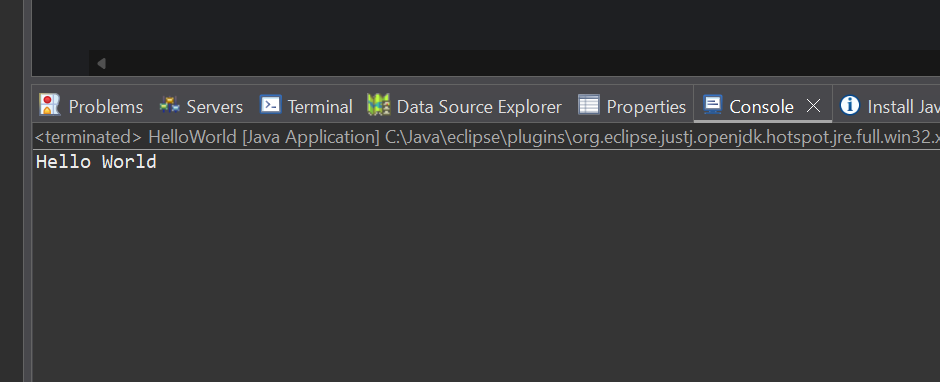 Problems Servers Terminal Data Source Explorer Properties Console Install Jav
<terminated> HelloWorld [Java Application] C:\Java\eclipse\plugins\org.eclipse.justj.openjdk.hotspot.jre.full.win32.x
Hello World